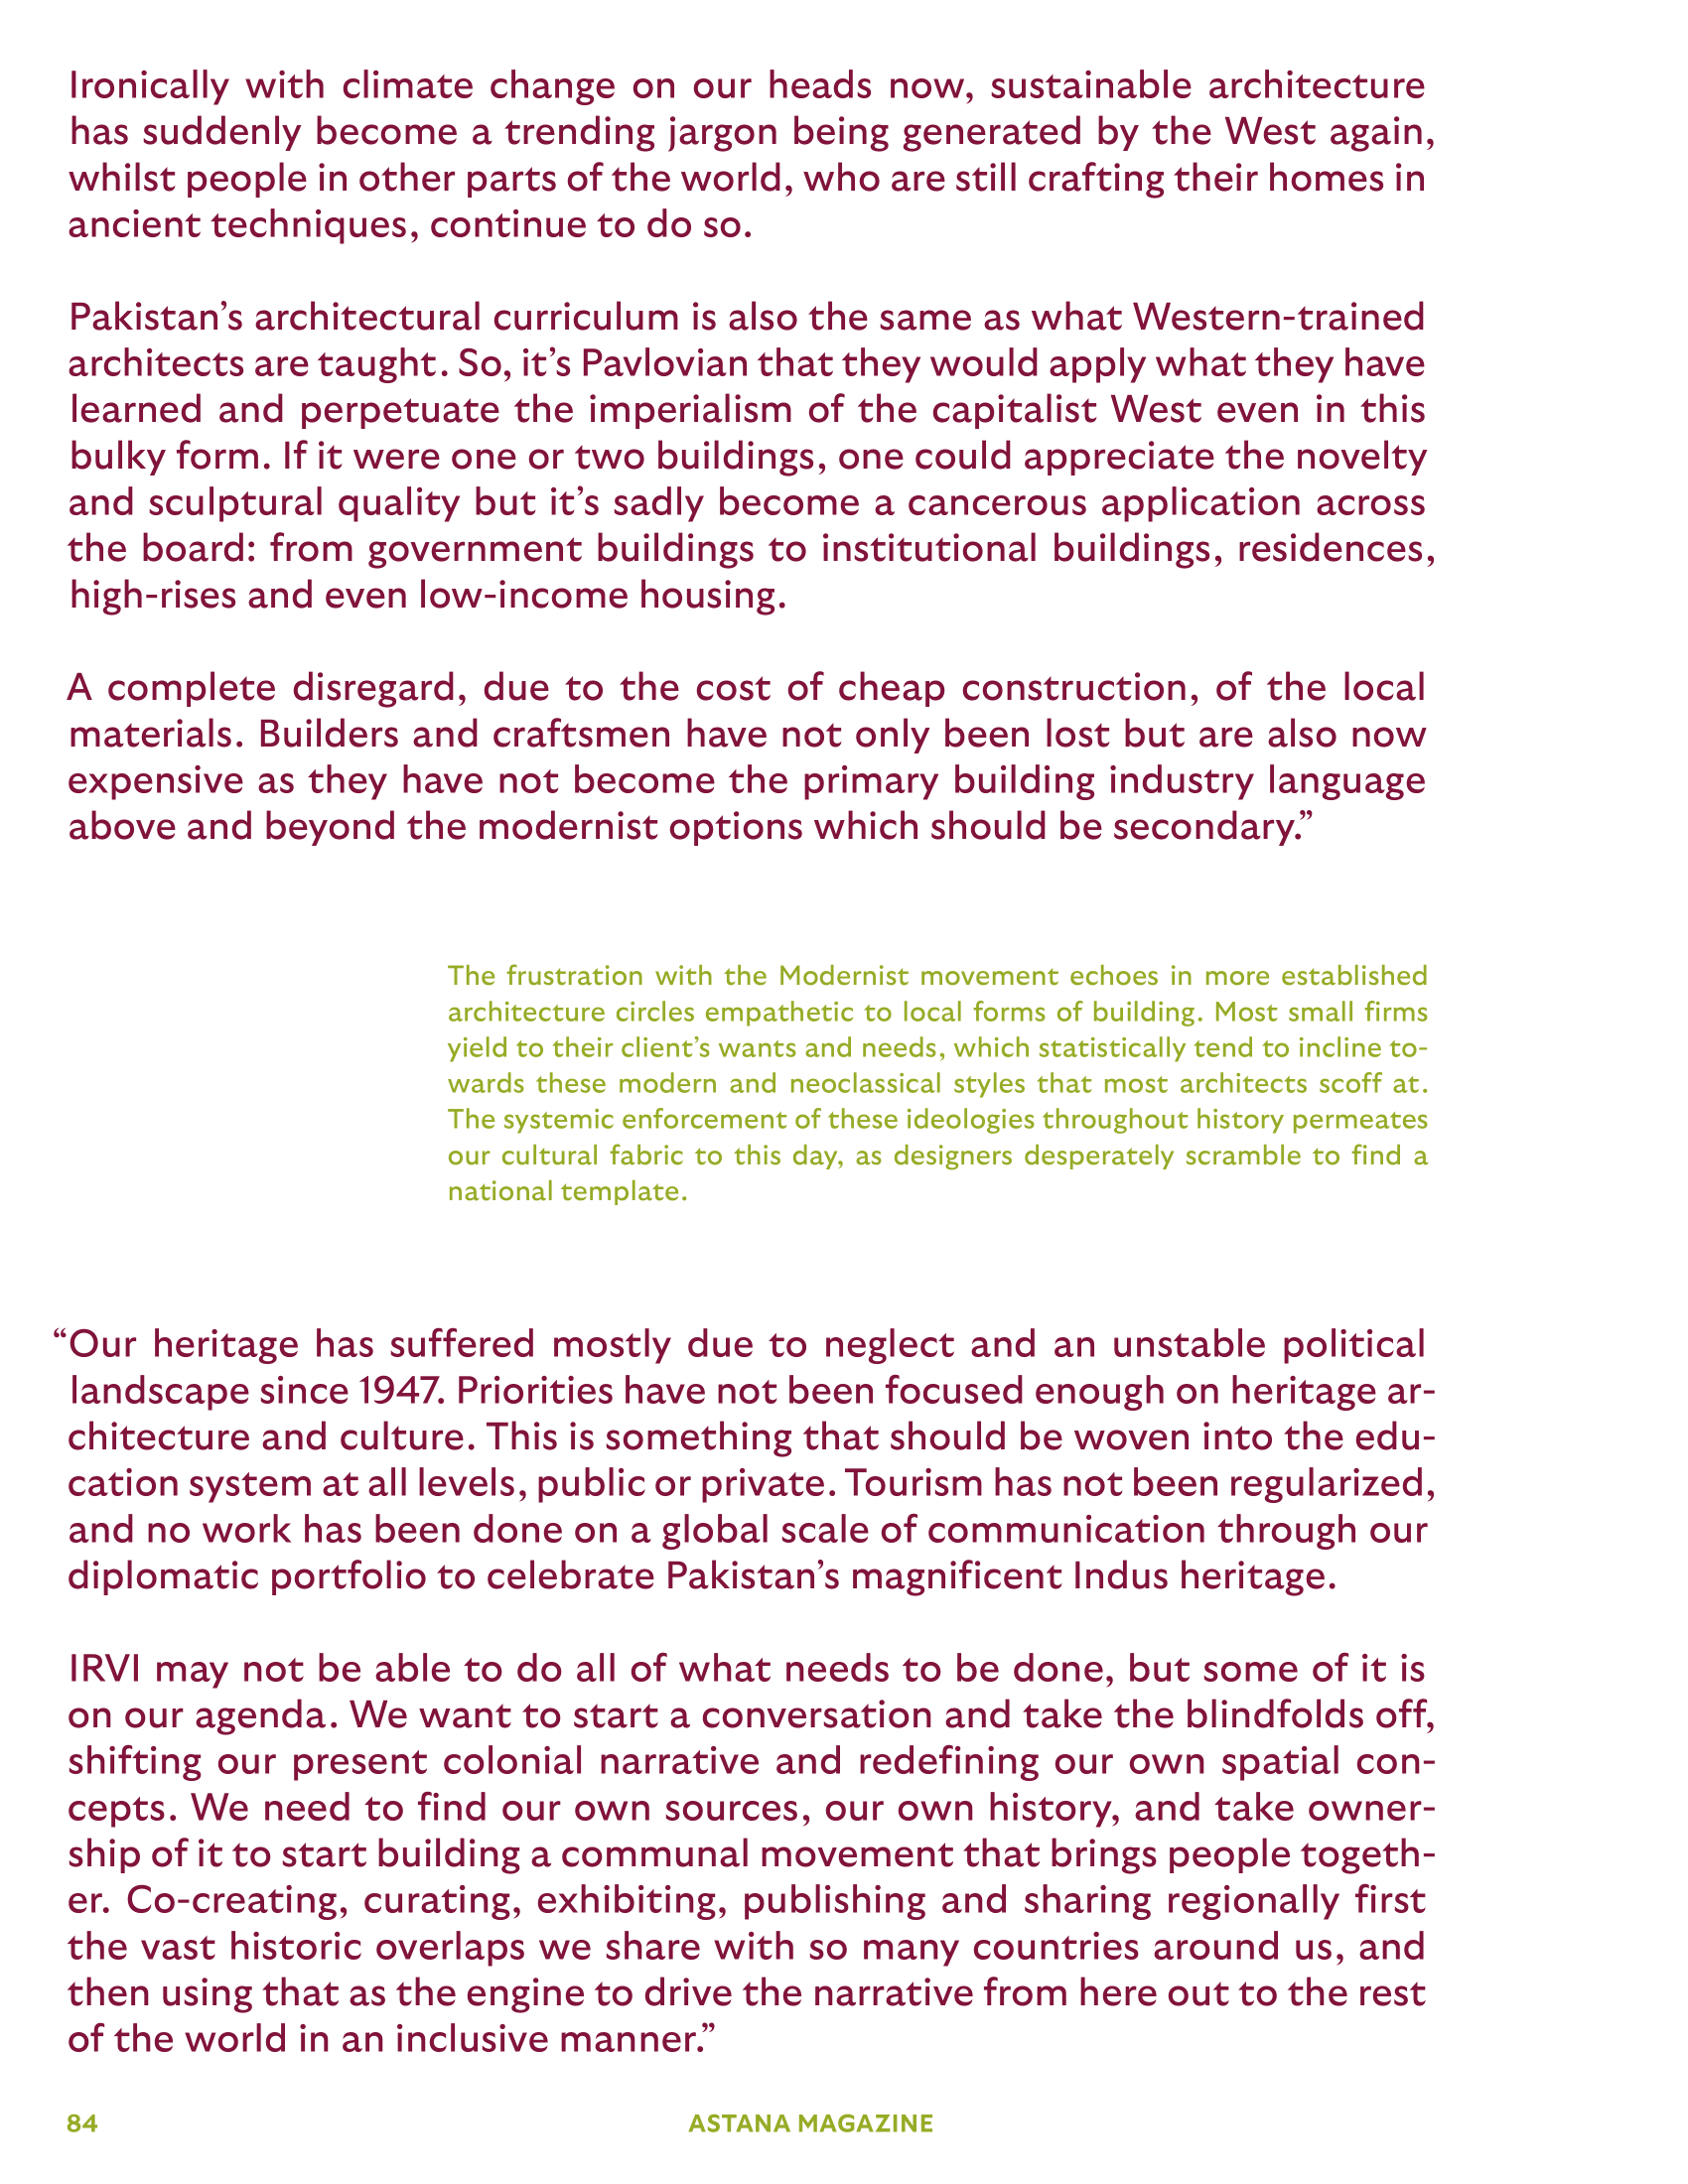 Ironically with climate change on our heads now, sustainable architecture
has suddenly become a trending jargon being generated by the West again,
whilst people in other parts of the world, who are still crafting their homes in
ancient techniques, continue to do so.
Pakistan’s architectural curriculum is also the same as what Western-trained
architects are taught. So, it’s Pavlovian that they would apply what they have
learned and perpetuate the imperialism of the capitalist West even in this
bulky form. If it were one or two buildings, one could appreciate the novelty
and sculptural quality but it’s sadly become a cancerous application across
the board: from government buildings to institutional buildings, residences,
high-rises and even low-income housing.
A complete disregard, due to the cost of cheap construction, of the local
materials. Builders and craftsmen have not only been lost but are also now
expensive as they have not become the primary building industry language
above and beyond the modernist options which should be secondary.”
The frustration with the Modernist movement echoes in more established
architecture circles empathetic to local forms of building. Most small firms
yield to their client’s wants and needs, which statistically tend to incline to-
wards these modern and neoclassical styles that most architects scoff at.
The systemic enforcement of these ideologies throughout history permeates
our cultural fabric to this day, as designers desperately scramble to find a
national template.
“Our heritage has suffered mostly due to neglect and an unstable political
landscape since 1947. Priorities have not been focused enough on heritage ar-
chitecture and culture. This is something that should be woven into the edu-
cation system at all levels, public or private. Tourism has not been regularized,
and no work has been done on a global scale of communication through our
diplomatic portfolio to celebrate Pakistan’s magnificent Indus heritage.
IRVI may not be able to do all of what needs to be done, but some of it is
on our agenda. We want to start a conversation and take the blindfolds off,
shifting our present colonial narrative and redefining our own spatial con-
cepts. We need to find our own sources, our own history, and take owner-
ship of it to start building a communal movement that brings people togeth-
er. Co-creating, curating, exhibiting, publishing and sharing regionally first
the vast historic overlaps we share with so many countries around us, and
then using that as the engine to drive the narrative from here out to the rest
of the world in an inclusive manner.”
84 ASTANA MAGAZINE